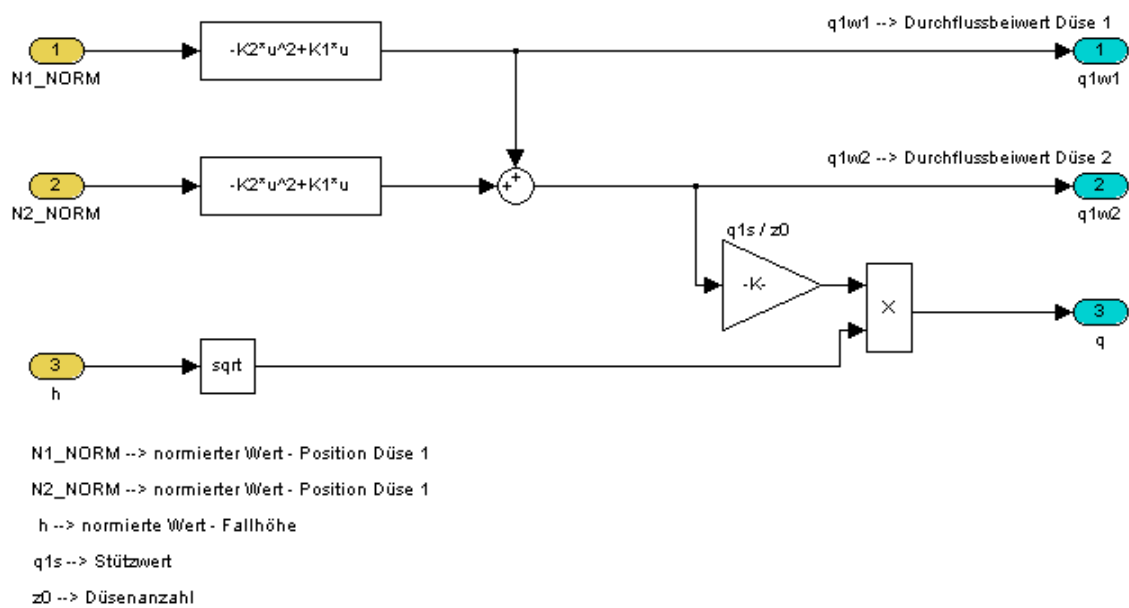 q1w1 --> Durchflussbeiwert Düse 1
1
-K2*u^2+K1*u
1
N1_NORM
q1w1
q1w2 --> Durchflussbeiwert Düse 2
2
-K2*u^2+K1*u
+
+
2
N2_NORM
q1w2
q1s / z0
-K-
×
3
q
3
sqrt
h
N1_NORM --> normierter Wert - Position Düse 1
N2_NORM --> normierter Wert - Position Düse 1
h --> normierte Wert - Fallhöhe
q1s --> Stützwert
z0 --> Düsenanzahl